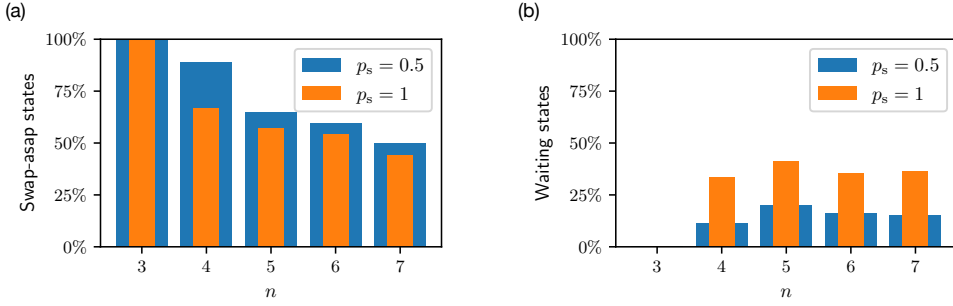 (a)
100%
75%
50%
25%
0%
Swap-asap states
3 4 5 6 7
n
p_s = 0.5
p_s = 1
(b)
100%
75%
50%
25%
0%
Waiting states
3 4 5 6 7
n
p_s = 0.5
p_s = 1